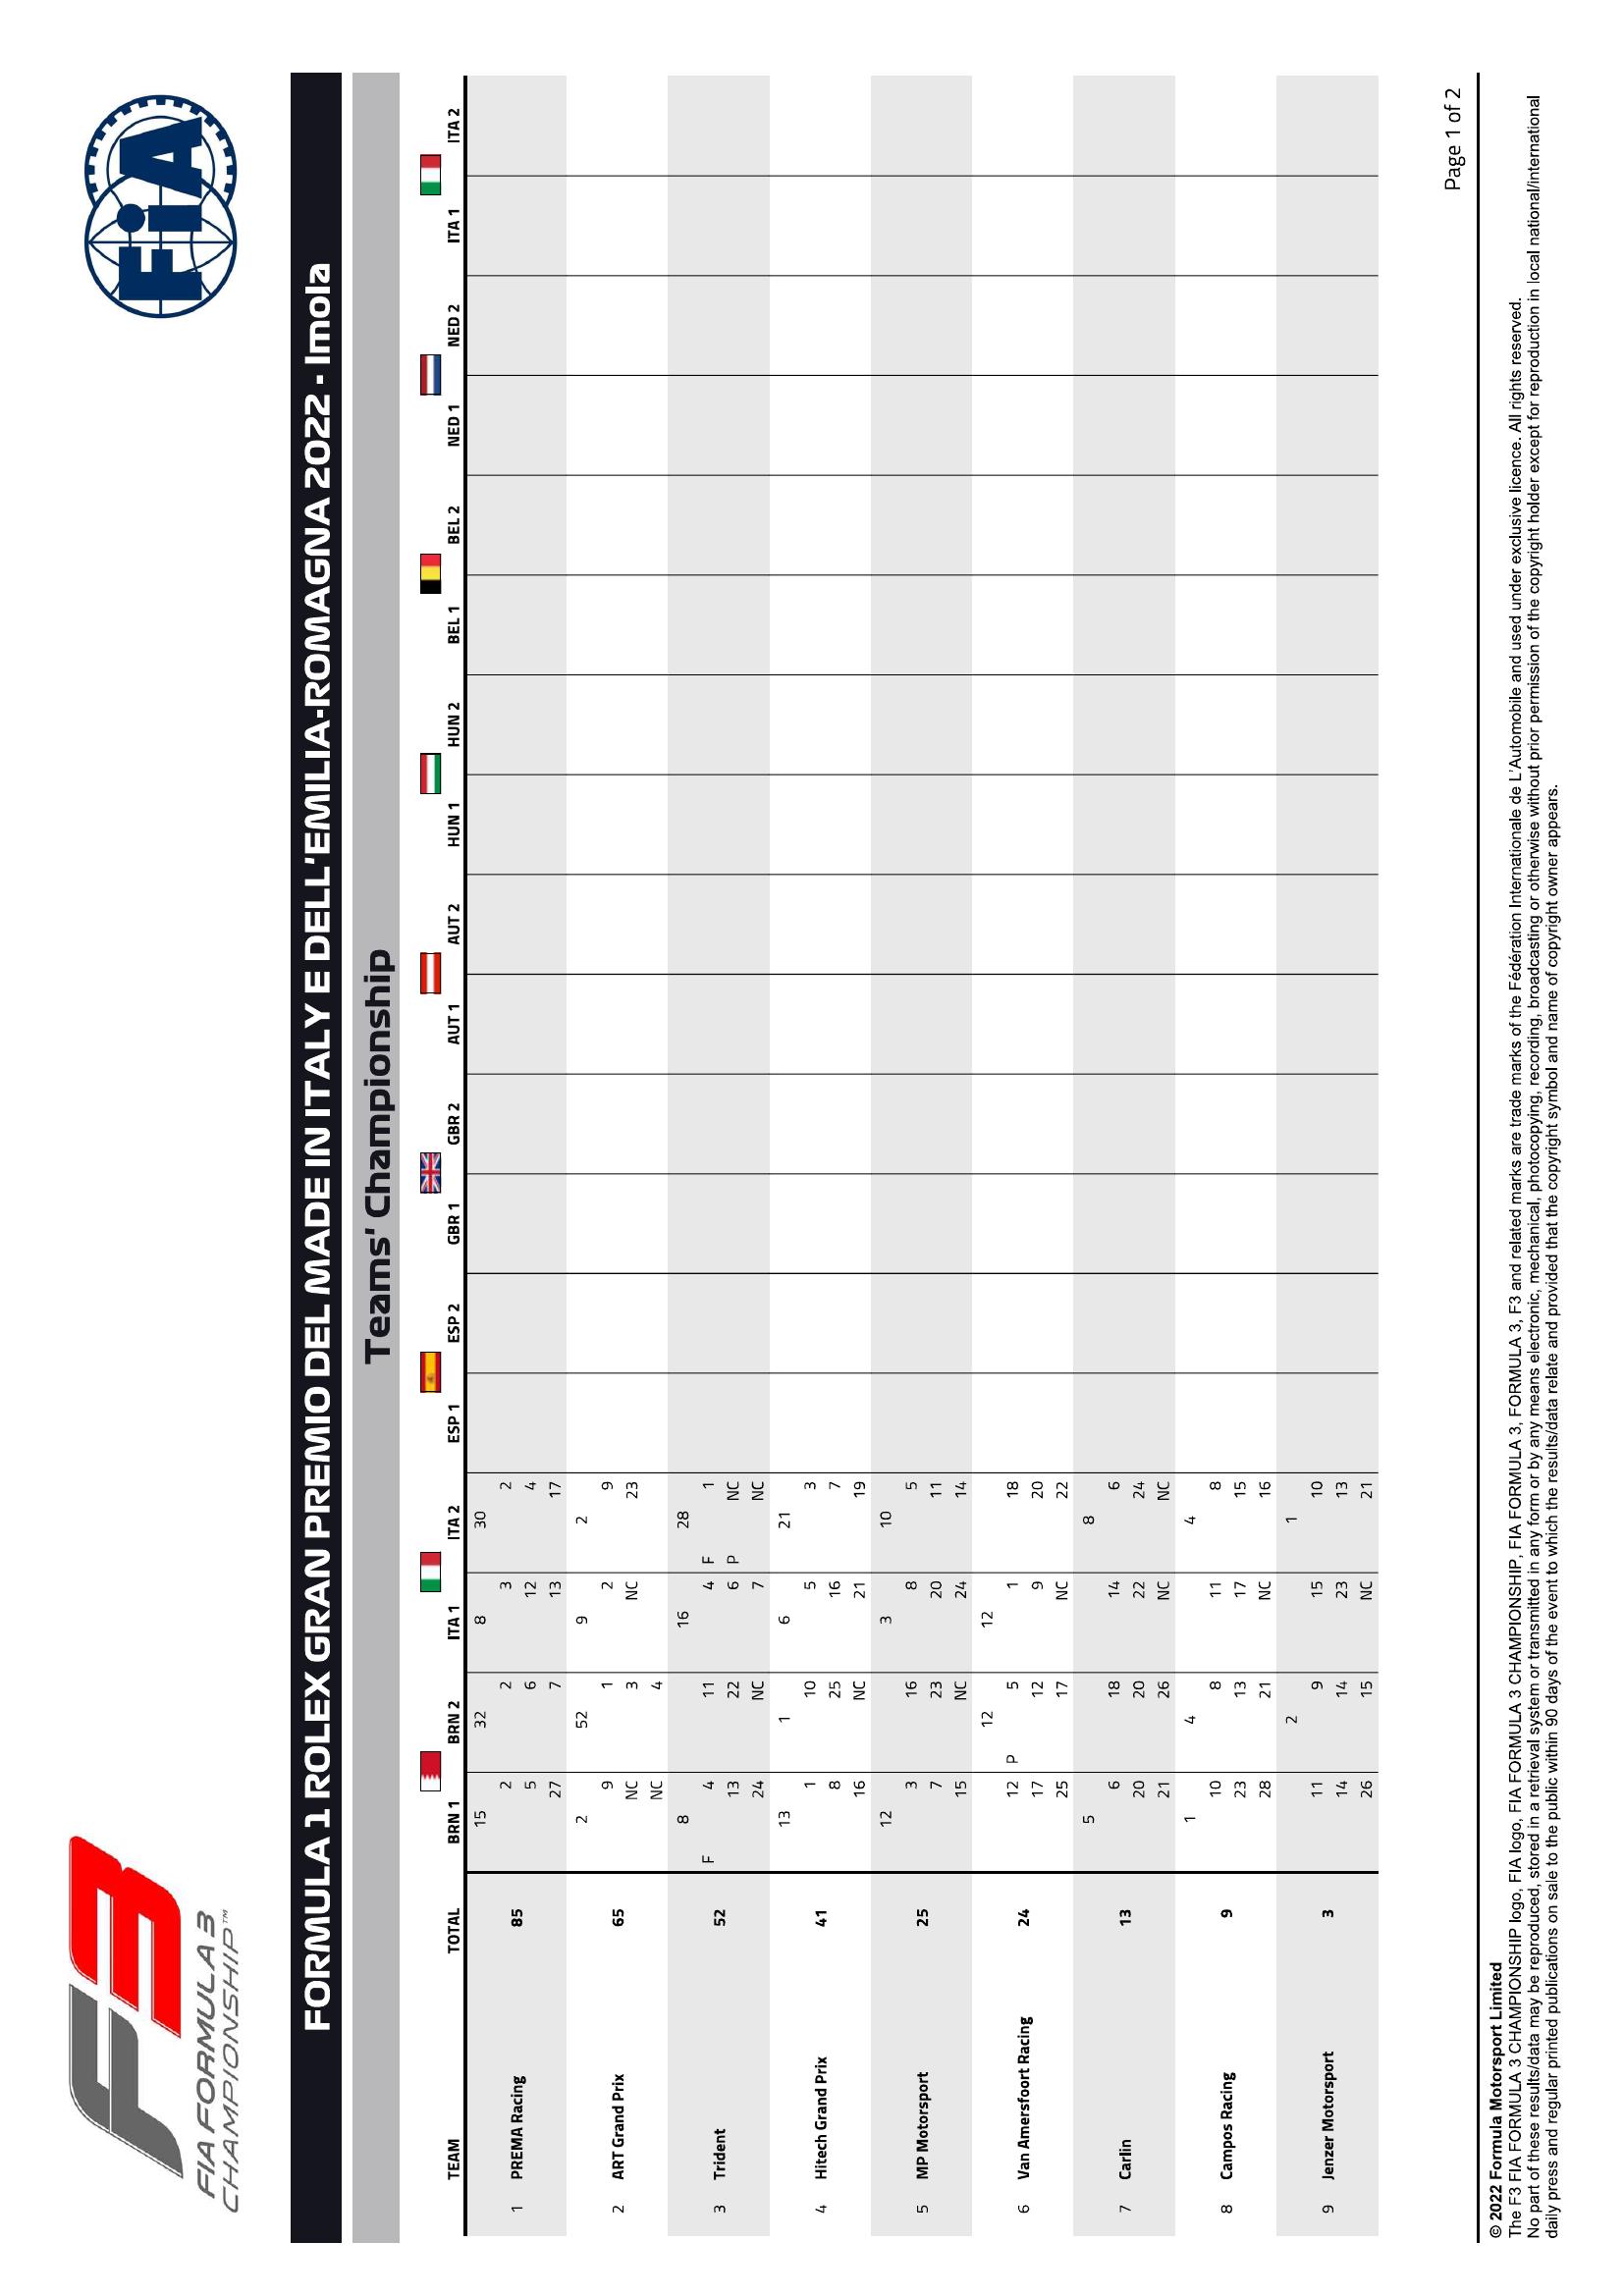 F3
FIA FORMULA 3
CHAMPIONSHIP™
FIA
FORMULA 1 ROLEX GRAN PREMIO DEL MADE IN ITALY E DELL'EMILIA-ROMAGNA 2022 - Imola
Teams' Championship
TEAM TOTAL BRN 1 BRN 2 ITA 1 ITA 2 ESP 1 ESP 2 GBR 1 GBR 2 AUT 1 AUT 2 HUN 1 HUN 2 BEL 1 BEL 2 NED 1 NED 2 ITA 1 ITA 2
15 32 8 30
2 2 3 2
1 PREMA Racing 85 5 6 12 4
27 7 13 17
2 52 9 2
9 1 2 9
2 ART Grand Prix 65 NC 3 NC 23
NC 4
8 16 28
F 4 11 4 F 1
3 Trident 52 13 22 6 P NC
24 NC 7 NC
13 1 6 21
1 10 5 3
4 Hitech Grand Prix 41 8 25 16 7
16 NC 21 19
12 3 10
3 16 8 5
5 MP Motorsport 25 7 23 20 11
15 NC 24 14
12 12
12 P 5 1 18
6 Van Amersfoort Racing 24 17 12 9 20
25 17 NC 22
5 8
6 18 14 6
7 Carlin 13 20 20 22 24
21 26 NC NC
1 4 4
10 8 11 8
8 Campos Racing 9 23 13 17 15
28 21 NC 16
2 1
11 9 15 10
9 Jenzer Motorsport 3 14 14 23 13
26 15 NC 21
Page 1 of 2
© 2022 Formula Motorsport Limited
The F3 FIA FORMULA 3 CHAMPIONSHIP logo, FIA logo, FIA FORMULA 3 CHAMPIONSHIP, FIA FORMULA 3, FORMULA 3, F3 and related marks are trade marks of the Fédération Internationale de L'Automobile and used under exclusive licence. All rights reserved.
No part of these results/data may be reproduced, stored in a retrieval system or transmitted in any form or by any means electronic, mechanical, photocopying, recording, broadcasting or otherwise without prior permission of the copyright holder except for reproduction in local national/international
daily press and regular printed publications on sale to the public within 90 days of the event to which the results/data relate and provided that the copyright symbol and name of copyright owner appears.